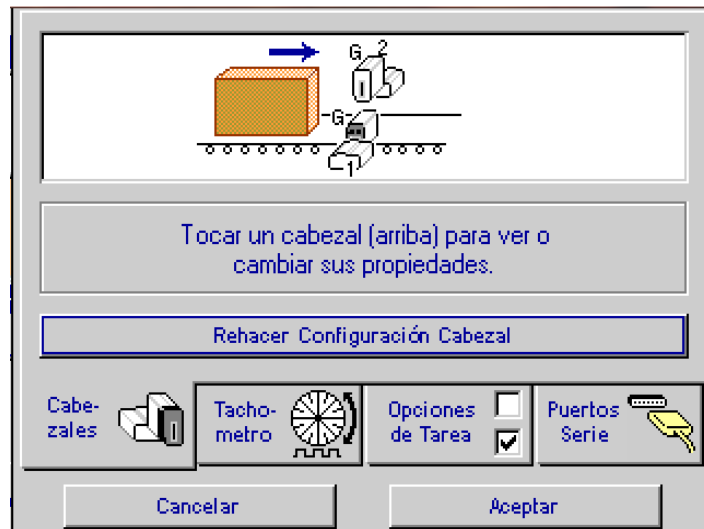 G 2
G
1
Tocar un cabezal (arriba) para ver o
cambiar sus propiedades.
Rehacer Configuración Cabezal
Cabe-
zales
Tacho-
metro
Opciones
de Tarea
Puertos
Serie
Cancelar
Aceptar